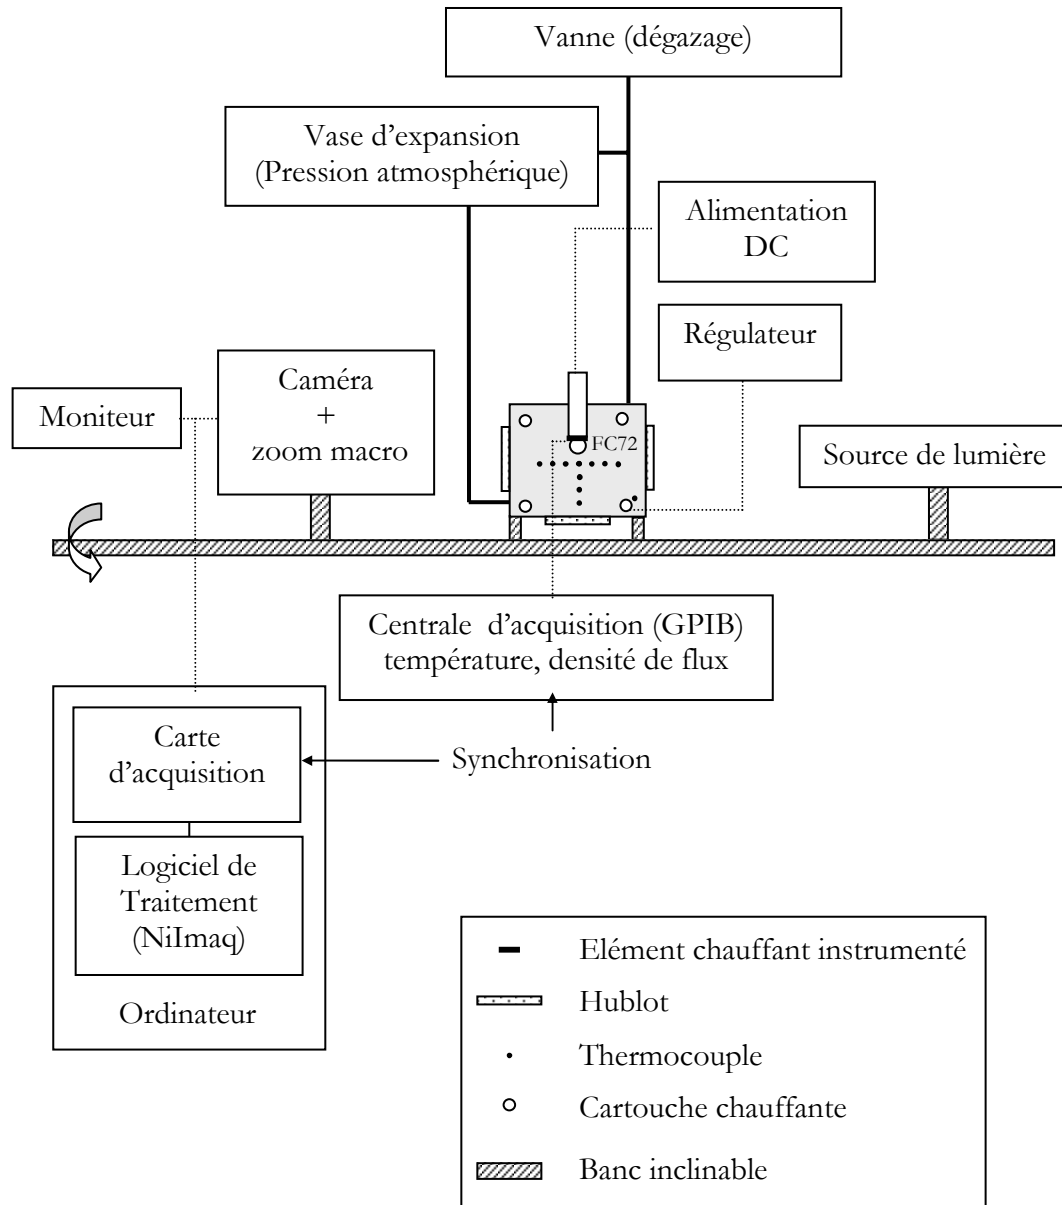 Vanne (dégazage)
Vase d'expansion
(Pression atmosphérique)
Alimentation
DC
Régulateur
Caméra
+
zoom macro
Moniteur
FC72
Source de lumière
Centrale d'acquisition (GPIB)
température, densité de flux
Carte
d'acquisition
Synchronisation
Logiciel de
Traitement
(NiImaq)
Ordinateur
Elément chauffant instrumenté
Hublot
Thermocouple
Cartouche chauffante
Banc inclinable